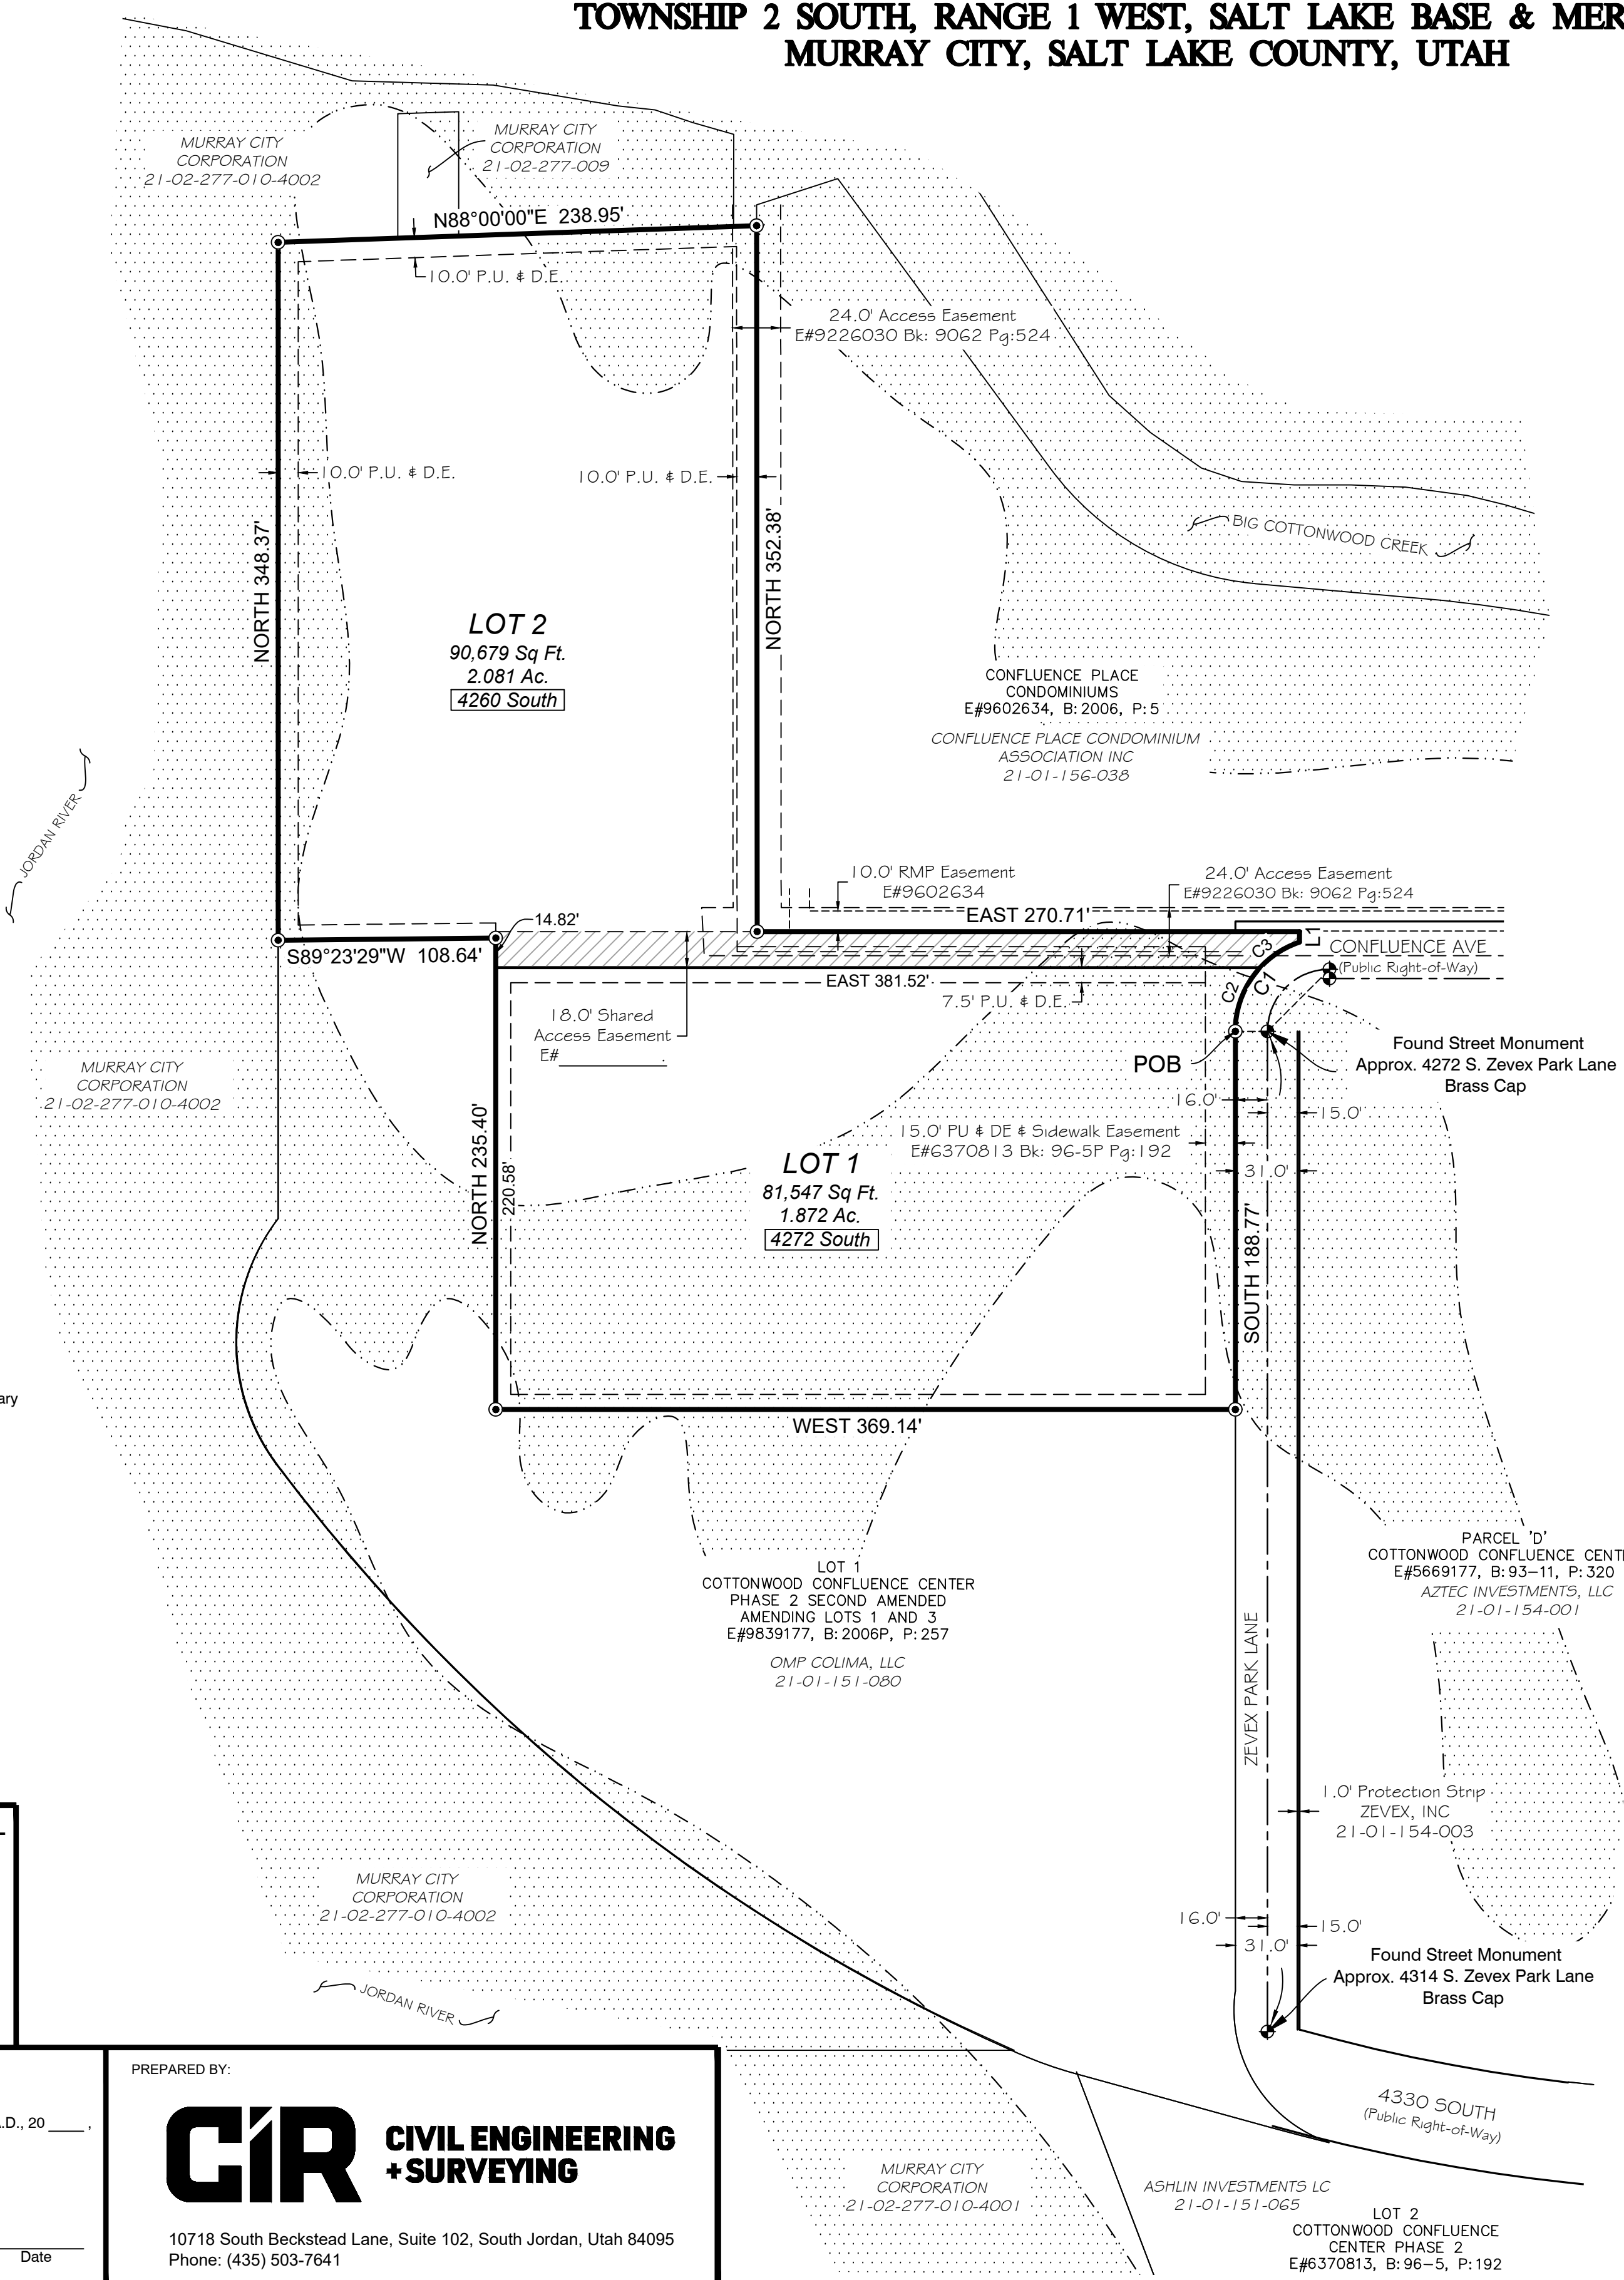 TOWNSHIP 2 SOUTH, RANGE 1 WEST, SALT LAKE BASE & MER
MURRAY CITY, SALT LAKE COUNTY, UTAH
MURRAY CITY
CORPORATION
21-02-277-010-4002
MURRAY CITY
CORPORATION
21-02-277-009
N88°00'00"E 238.95'
10.0' P.U. & D.E.
24.0' Access Easement
E#9226030 Bk: 9062 Pg:524
10.0' P.U. & D.E.
10.0' P.U. & D.E.
NORTH 348.37'
NORTH 352.38'
BIG COTTONWOOD CREEK
LOT 2
90,679 Sq Ft.
2.081 Ac.
4260 South
CONFLUENCE PLACE
CONDOMINIUMS
E#9602634, B:2006, P:5
CONFLUENCE PLACE CONDOMINIUM
ASSOCIATION INC
21-01-156-038
JORDAN RIVER
10.0' RMP Easement
E#9602634
24.0' Access Easement
E#9226030 Bk: 9062 Pg:524
14.82'
EAST 270.71'
S89°23'29"W 108.64'
L1
C3
CONFLUENCE AVE
(Public Right-of-Way)
EAST 381.52'
C2
C1
7.5' P.U. & D.E.
18.0' Shared
Access Easement
E#
Found Street Monument
Approx. 4272 S. Zevex Park Lane
Brass Cap
POB
MURRAY CITY
CORPORATION
21-02-277-010-4002
16.0'
15.0'
15.0' PU & DE & Sidewalk Easement
E#6370813 Bk: 96-5P Pg:192
31.0'
NORTH 235.40'
220.58'
LOT 1
81,547 Sq Ft.
1.872 Ac.
4272 South
SOUTH 188.77'
ary
WEST 369.14'
PARCEL 'D'
COTTONWOOD CONFLUENCE CENT
E#5669177, B:93-11, P:320
AZTEC INVESTMENTS, LLC
21-01-154-001
LOT 1
COTTONWOOD CONFLUENCE CENTER
PHASE 2 SECOND AMENDED
AMENDING LOTS 1 AND 3
E#9839177, B:2006P, P:257
OMP COLIMA, LLC
21-01-151-080
ZEVEX PARK LANE
1.0' Protection Strip
ZEVEX, INC
21-01-154-003
MURRAY CITY
CORPORATION
21-02-277-010-4002
16.0'
15.0'
31.0'
Found Street Monument
Approx. 4314 S. Zevex Park Lane
Brass Cap
JORDAN RIVER
PREPARED BY:
.D., 20 ____ ,
CIR CIVIL ENGINEERING
+SURVEYING
10718 South Beckstead Lane, Suite 102, South Jordan, Utah 84095
Phone: (435) 503-7641
Date
4330 SOUTH
(Public Right-of-Way)
MURRAY CITY
CORPORATION
21-02-277-010-4001
ASHLIN INVESTMENTS LC
21-01-151-065
LOT 2
COTTONWOOD CONFLUENCE
CENTER PHASE 2
E#6370813, B:96-5, P:192